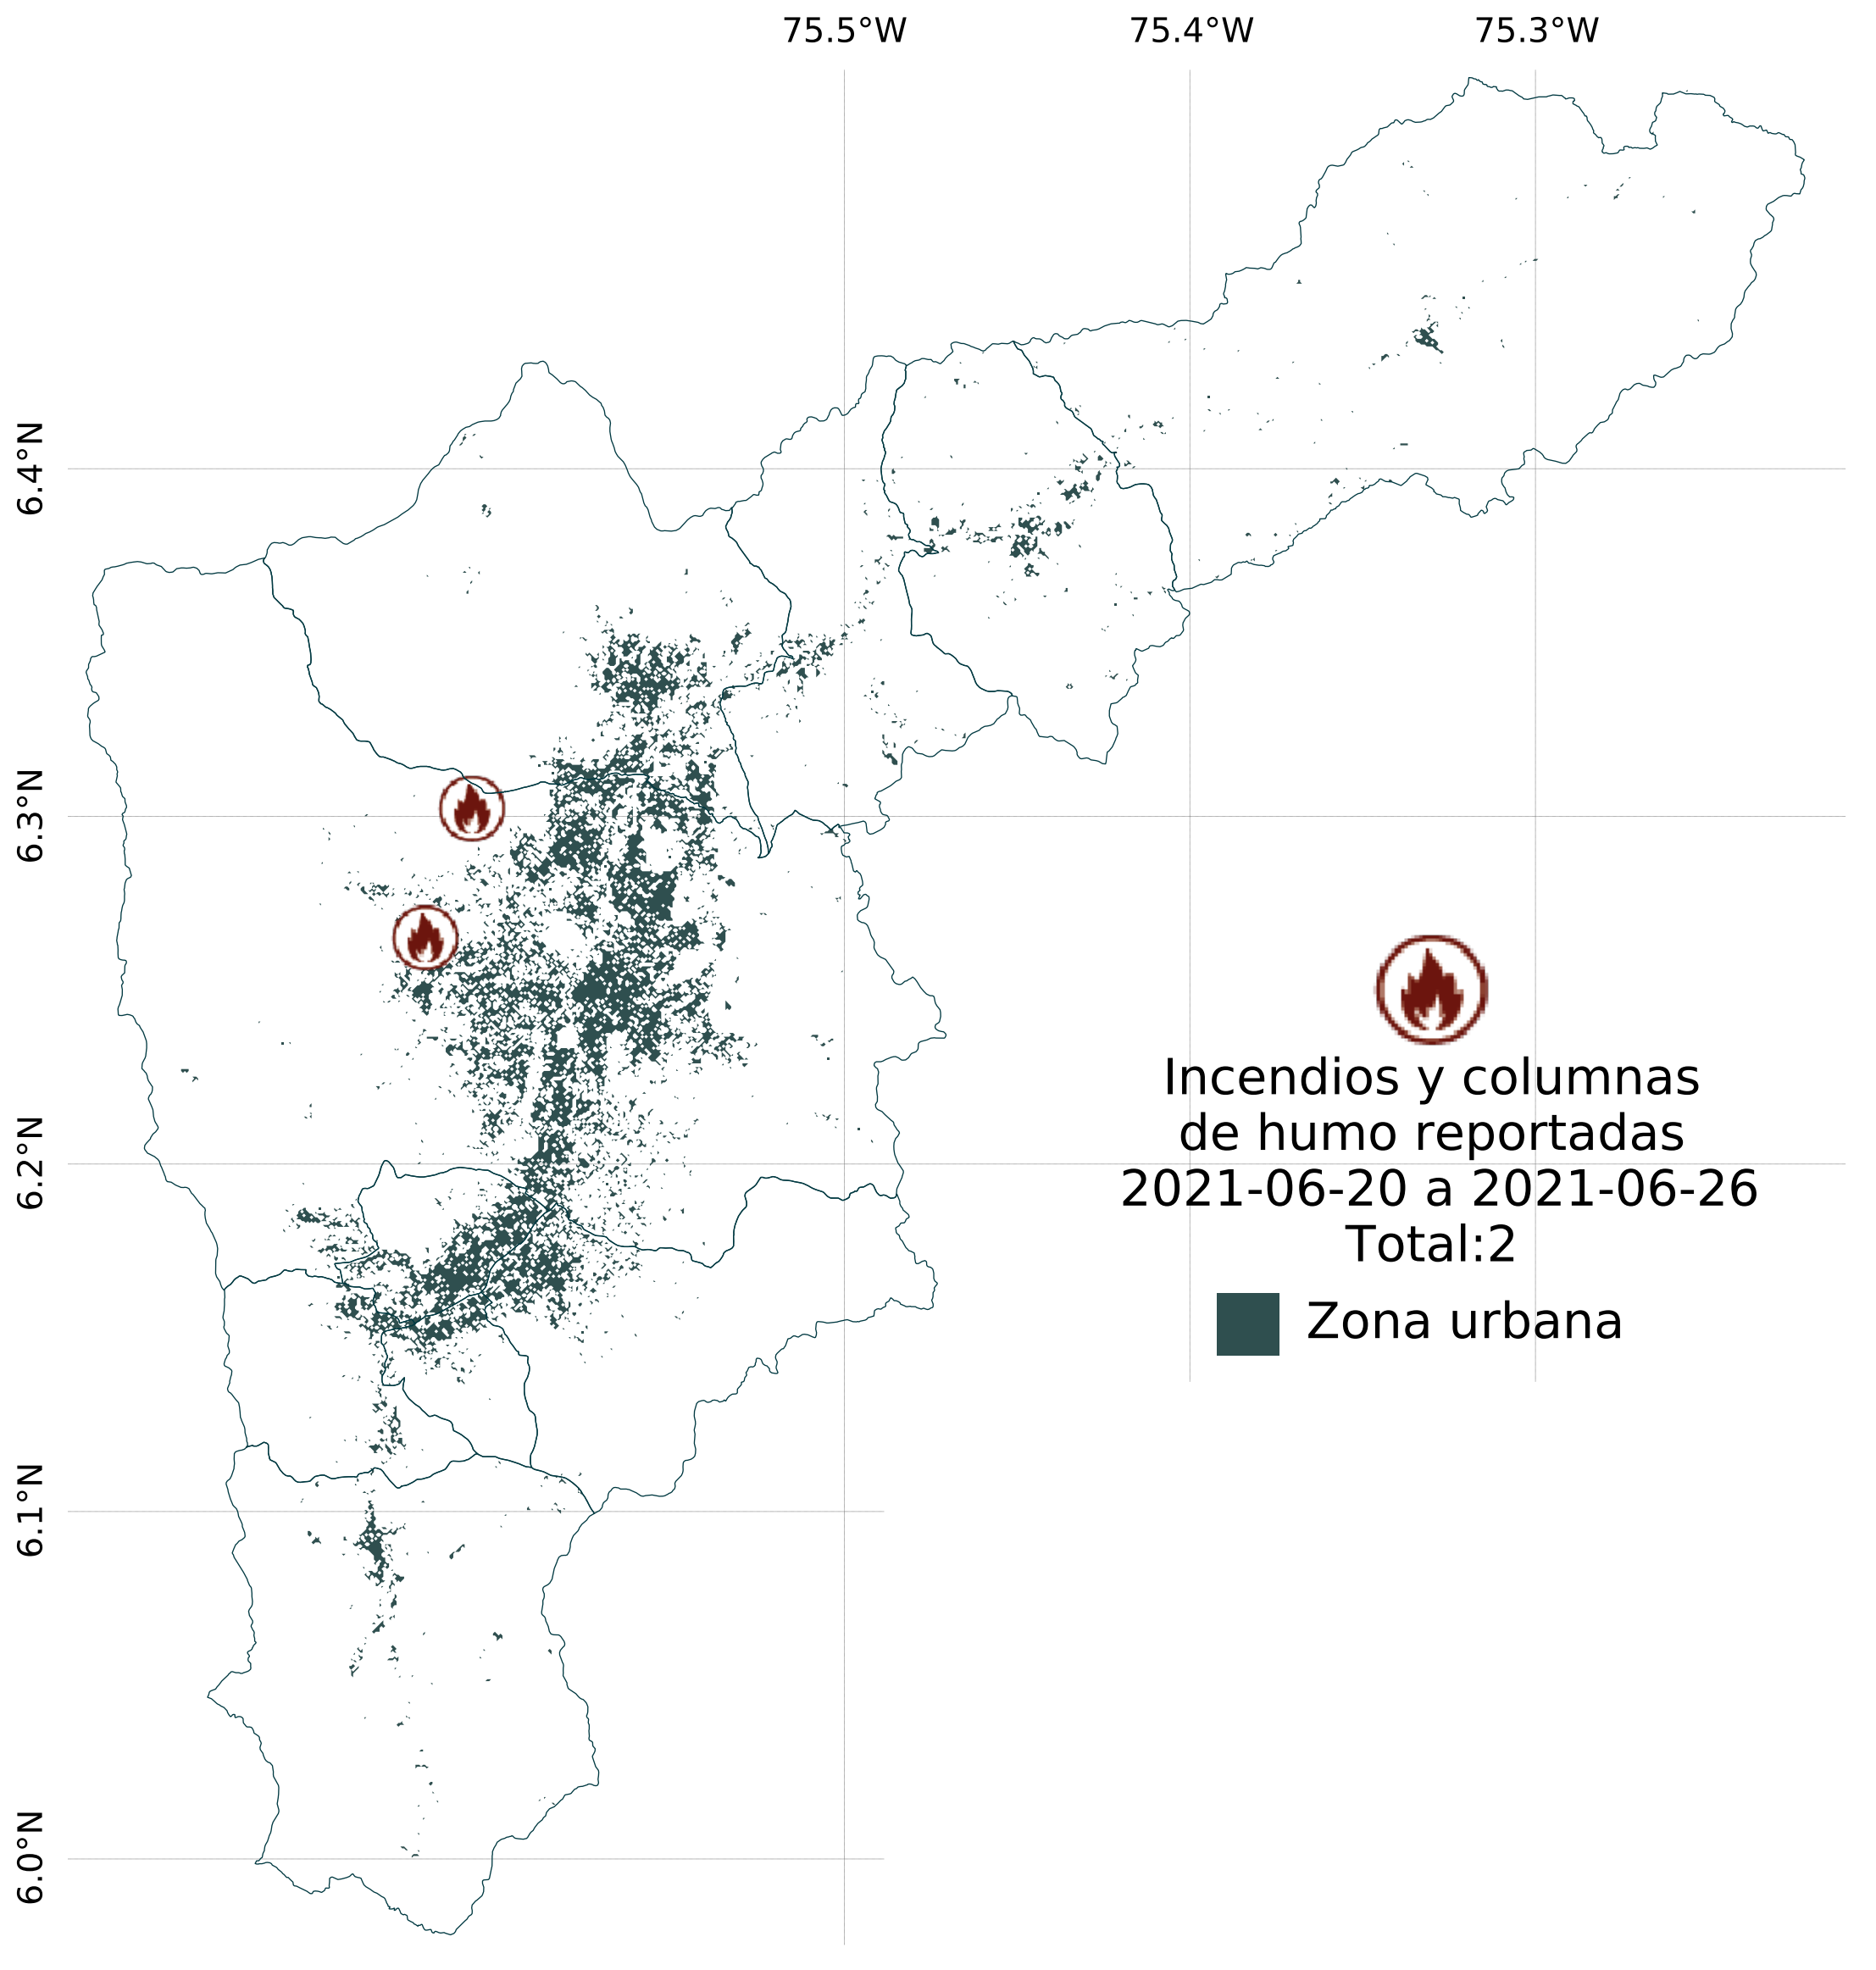 75.5°W 75.4°W 75.3°W
6.4°N
6.3°N
6.2°N
6.1°N
6.0°N
Incendios y columnas
de humo reportadas
2021-06-20 a 2021-06-26
Total:2
Zona urbana